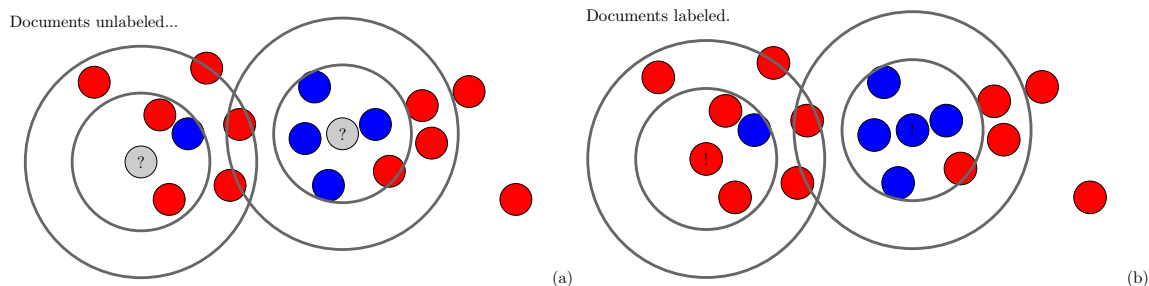 Documents unlabeled...
?
?
(a)
Documents labeled.
!
!
(b)